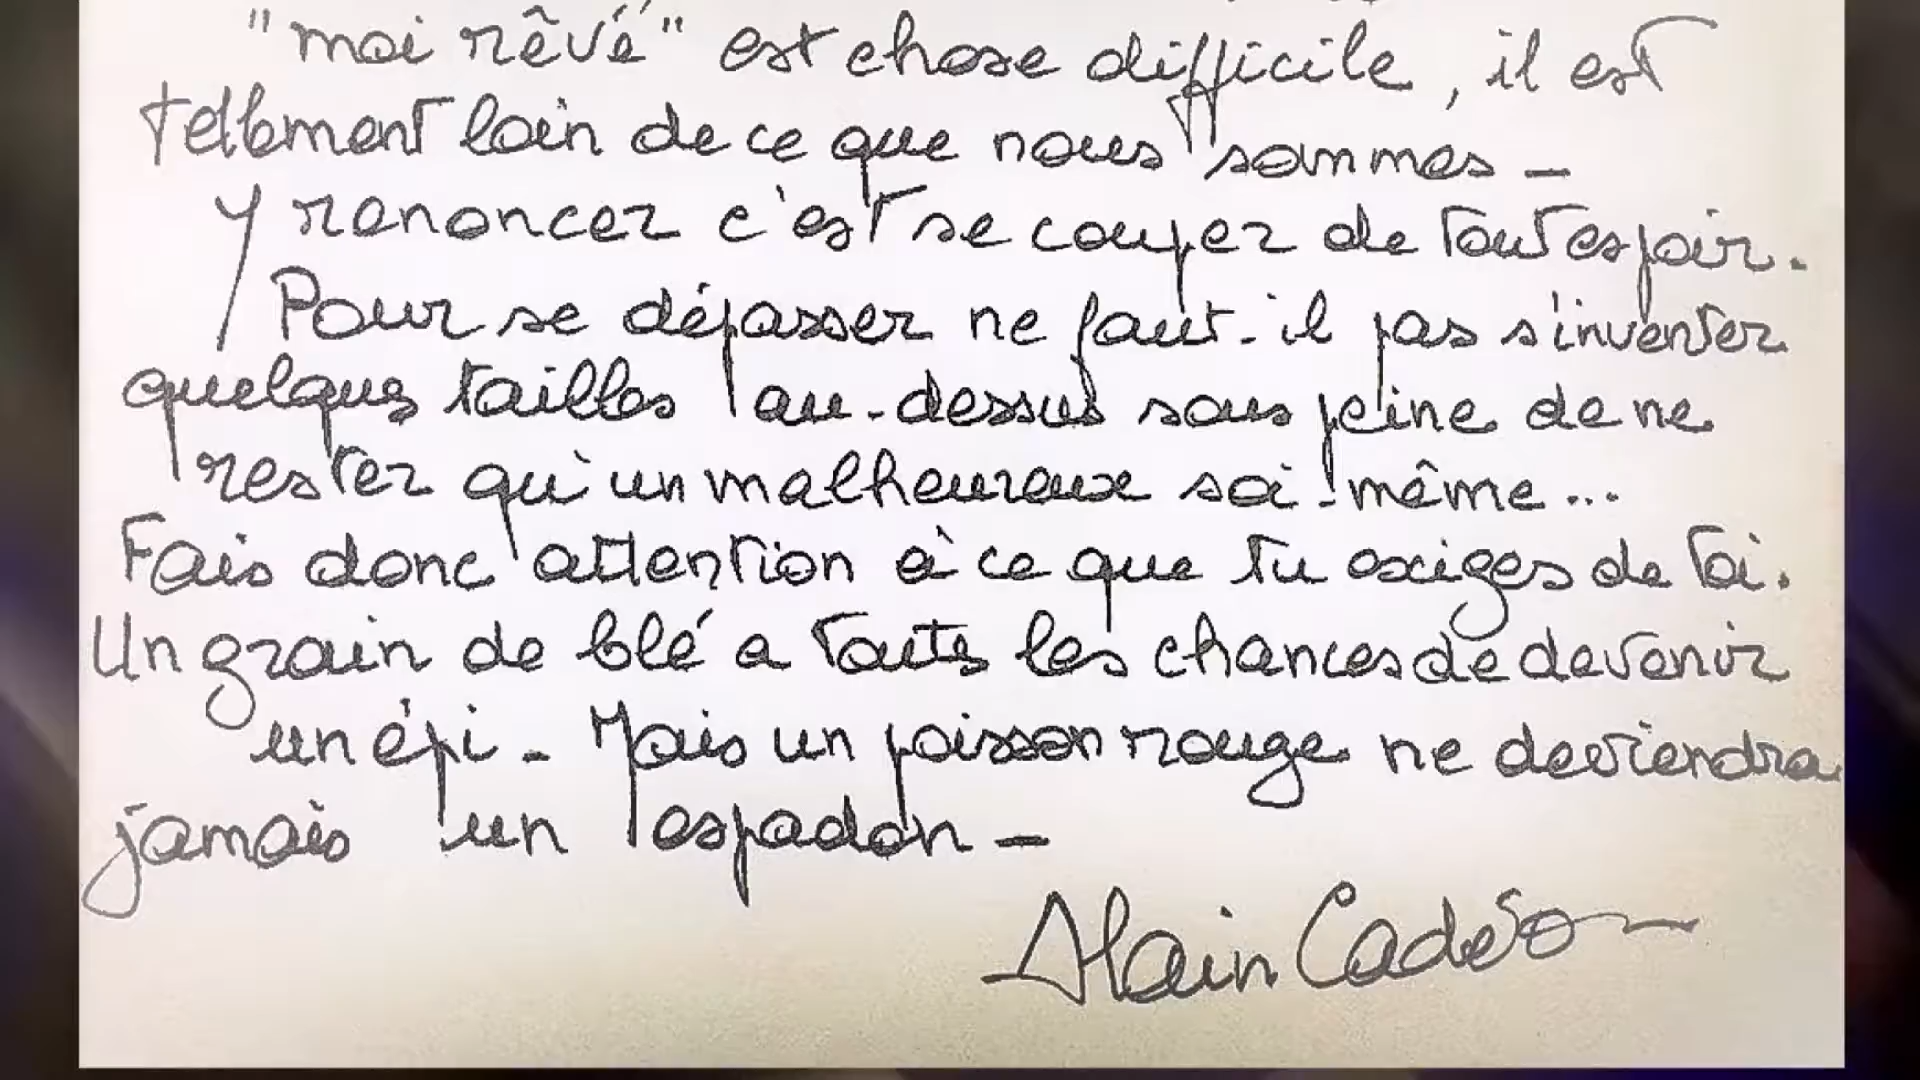 "moi rêvé" est chose difficile, il est
tellement loin de ce que nous sommes -
Y renoncer c'est se couper de tout espoir.
Pour se dépasser ne faut-il pas s'inventer
quelques tailles au-dessus sous peine de ne
rester qu'un malheureux soi-même...
Fais donc attention à ce que tu exiges de toi.
Un grain de blé a toutes les chances de devenir
un épi - Mais un poisson rouge ne deviendra
jamais un espadon -
Alain Cadéo